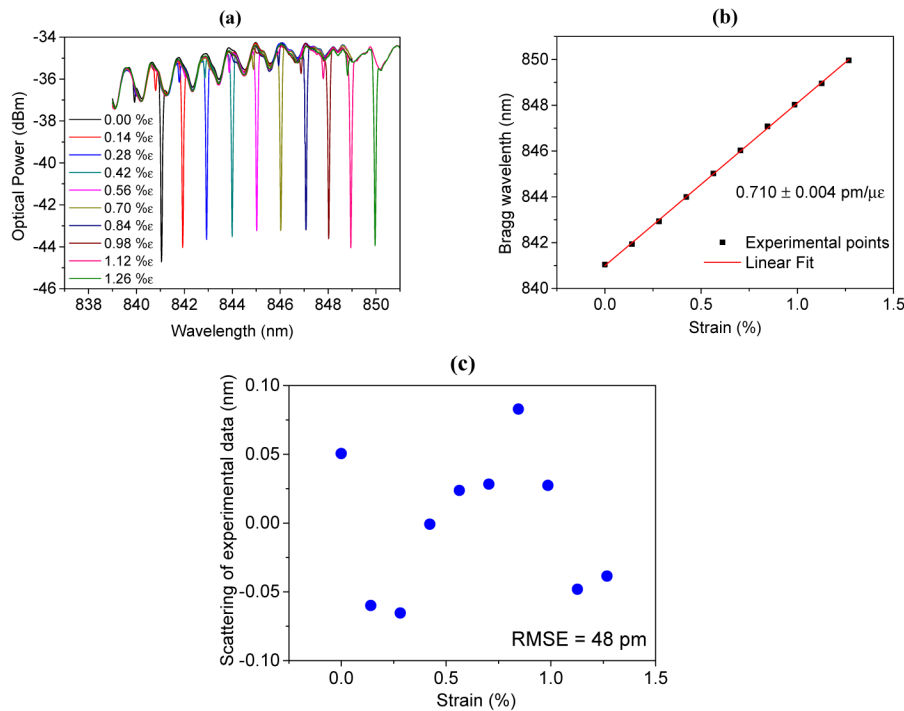 (a)
-34
-36
-38
-40
-42
-44
-46
Optical Power (dBm)
0.00 %ε
0.14 %ε
0.28 %ε
0.42 %ε
0.56 %ε
0.70 %ε
0.84 %ε
0.98 %ε
1.12 %ε
1.26 %ε
838 840 842 844 846 848 850
Wavelength (nm)
(b)
850
848
846
844
842
840
Bragg wavelenth (nm)
0.710 ± 0.004 pm/με
Experimental points
Linear Fit
0.0 0.5 1.0 1.5
Strain (%)
(c)
0.10
0.05
0.00
-0.05
-0.10
Scattering of experimental data (nm)
RMSE = 48 pm
0.0 0.5 1.0 1.5
Strain (%)